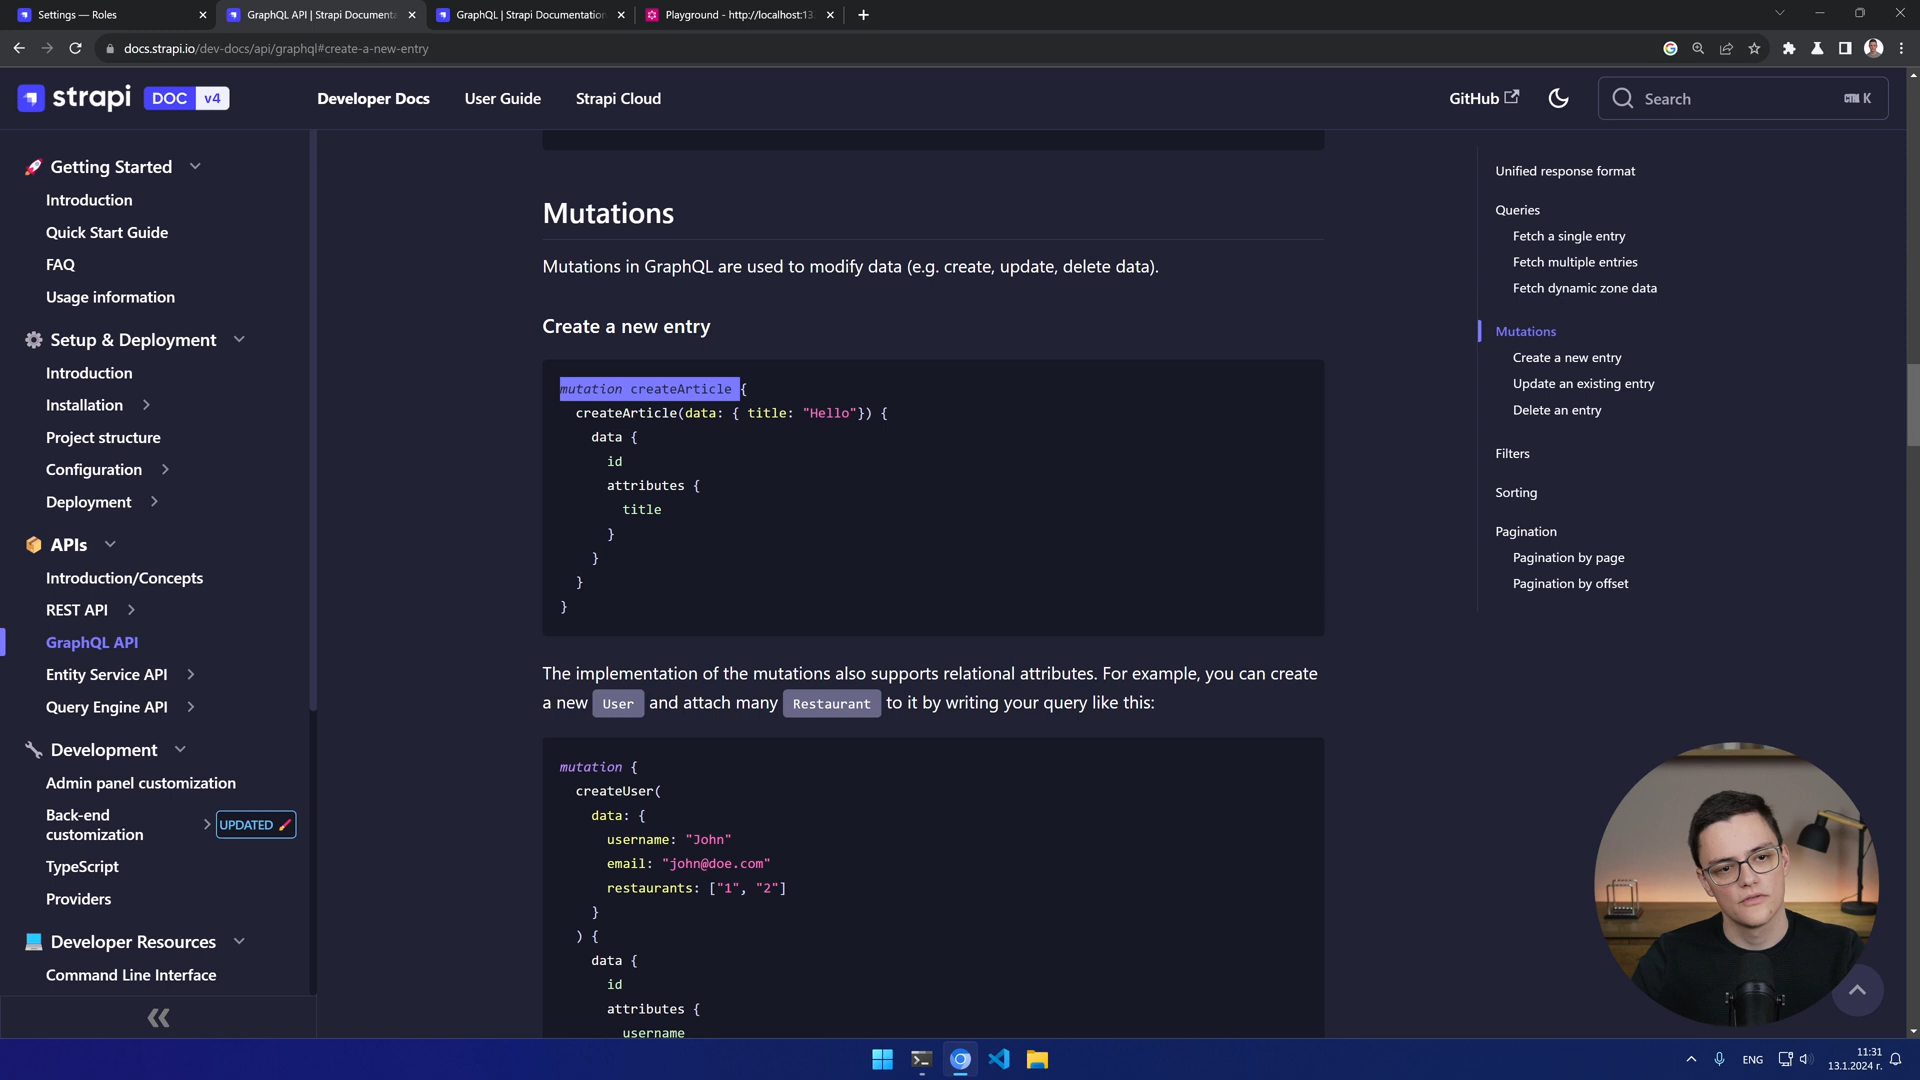 Settings — Roles
GraphQL API | Strapi Documenta
GraphQL | Strapi Documentation
Playground - http://localhost:13
docs.strapi.io/dev-docs/api/graphql#create-a-new-entry
strapi DOC v4
Developer Docs
User Guide
Strapi Cloud
GitHub
Search
CTRL K
🚀 Getting Started
Introduction
Quick Start Guide
FAQ
Usage information
⚙️ Setup & Deployment
Introduction
Installation
Project structure
Configuration
Deployment
📦 APIs
Introduction/Concepts
REST API
GraphQL API
Entity Service API
Query Engine API
🔧 Development
Admin panel customization
Back-end
customization
UPDATED 🖌️
TypeScript
Providers
💻 Developer Resources
Command Line Interface
Mutations
Mutations in GraphQL are used to modify data (e.g. create, update, delete data).
Create a new entry
mutation createArticle {
createArticle(data: { title: "Hello"}) {
data {
id
attributes {
title
}
}
}
}
The implementation of the mutations also supports relational attributes. For example, you can create
a new User and attach many Restaurant to it by writing your query like this:
mutation {
createUser(
data: {
username: "John"
email: "john@doe.com"
restaurants: ["1", "2"]
}
) {
data {
id
attributes {
username
Unified response format
Queries
Fetch a single entry
Fetch multiple entries
Fetch dynamic zone data
Mutations
Create a new entry
Update an existing entry
Delete an entry
Filters
Sorting
Pagination
Pagination by page
Pagination by offset
ENG
11:31
13.1.2024 г.